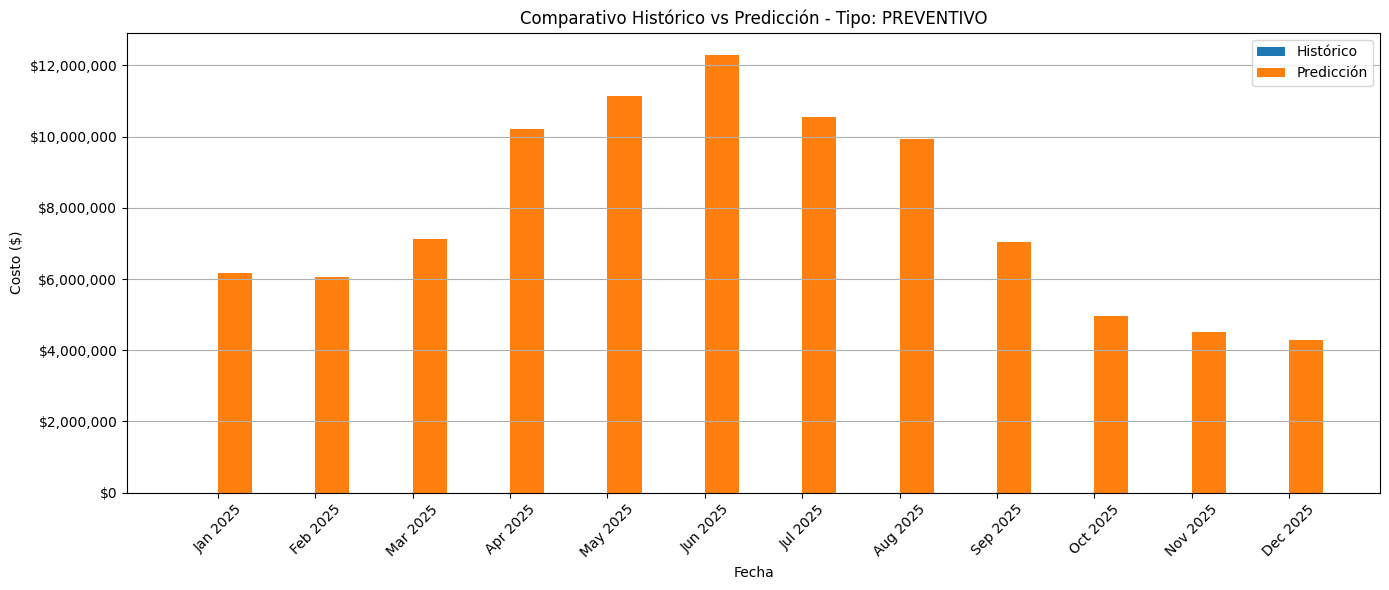 Comparativo Histórico vs Predicción - Tipo: PREVENTIVO
Histórico
Predicción
Costo ($)
$12,000,000
$10,000,000
$8,000,000
$6,000,000
$4,000,000
$2,000,000
$0
Jan 2025
Feb 2025
Mar 2025
Apr 2025
May 2025
Jun 2025
Jul 2025
Aug 2025
Sep 2025
Oct 2025
Nov 2025
Dec 2025
Fecha